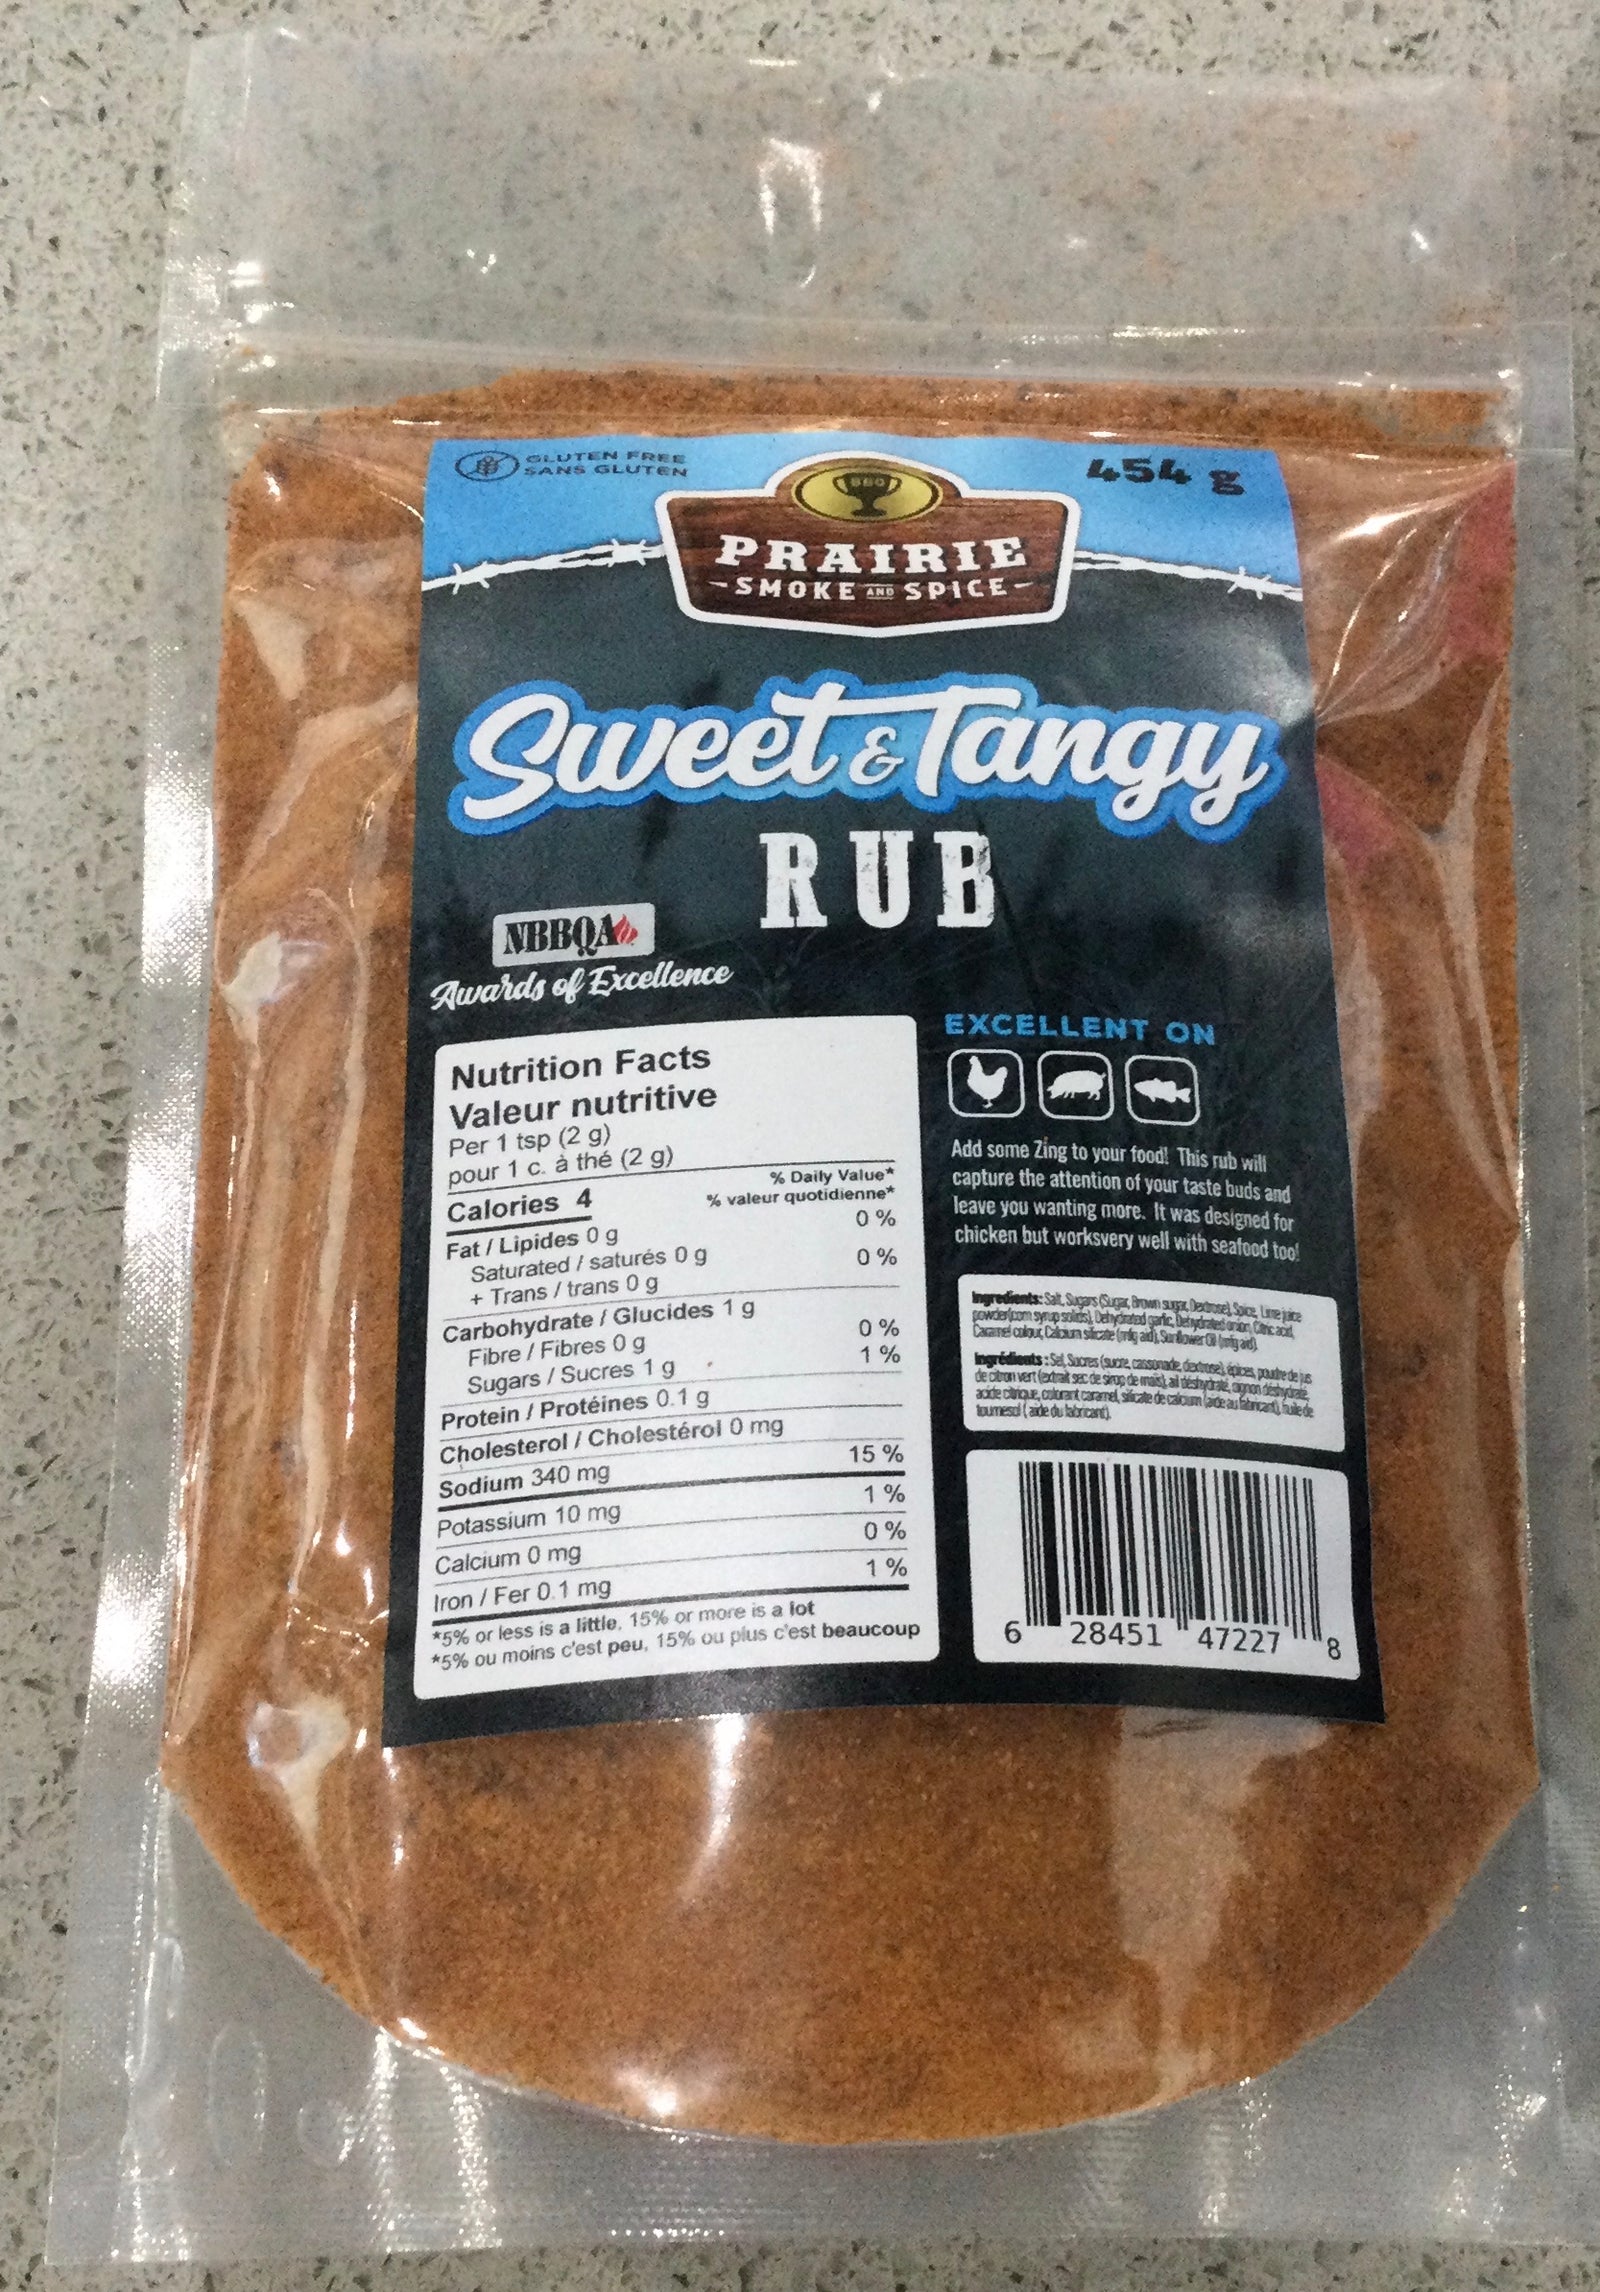 GLUTEN FREE
SANS GLUTEN
454 g
BBQ
PRAIRIE
SMOKE AND SPICE
Sweet & Tangy
RUB
NBBQA
Awards of Excellence
Nutrition Facts
Valeur nutritive
Per 1 tsp (2 g)
pour 1 c. à thé (2 g)
% Daily Value*
% valeur quotidienne*
Calories 4
Fat / Lipides 0 g 0 %
Saturated / saturés 0 g
+ Trans / trans 0 g 0 %
Carbohydrate / Glucides 1 g
Fibre / Fibres 0 g 0 %
Sugars / Sucres 1 g 1 %
Protein / Protéines 0.1 g
Cholesterol / Cholestérol 0 mg
Sodium 340 mg 15 %
Potassium 10 mg 1 %
Calcium 0 mg 0 %
Iron / Fer 0.1 mg 1 %
*5% or less is a little, 15% or more is a lot
*5% ou moins c'est peu, 15% ou plus c'est beaucoup
EXCELLENT ON
Add some Zing to your food! This rub will
capture the attention of your taste buds and
leave you wanting more. It was designed for
chicken but worksvery well with seafood too!
Ingredients: Salt, Sugars (Sugar, Brown sugar, Dextrose), Spice, Lime juice
powder(corn syrup solids), Dehydrated garlic, Dehydrated onion, Citric acid,
Caramel colour, Calcium silicate (mfg aid), Sunflower Oil (mfg aid).
Ingrédients : Sel, Sucres (sucre, cassonade, dextrose), épices, poudre de jus
de citron vert (extrait sec de sirop de maïs), ail déshydraté, oignon déshydraté,
acide citrique, colorant caramel, silicate de calcium (aide au fabricant), huile de
tournesol ( aide du fabricant).
6 28451 47227 8